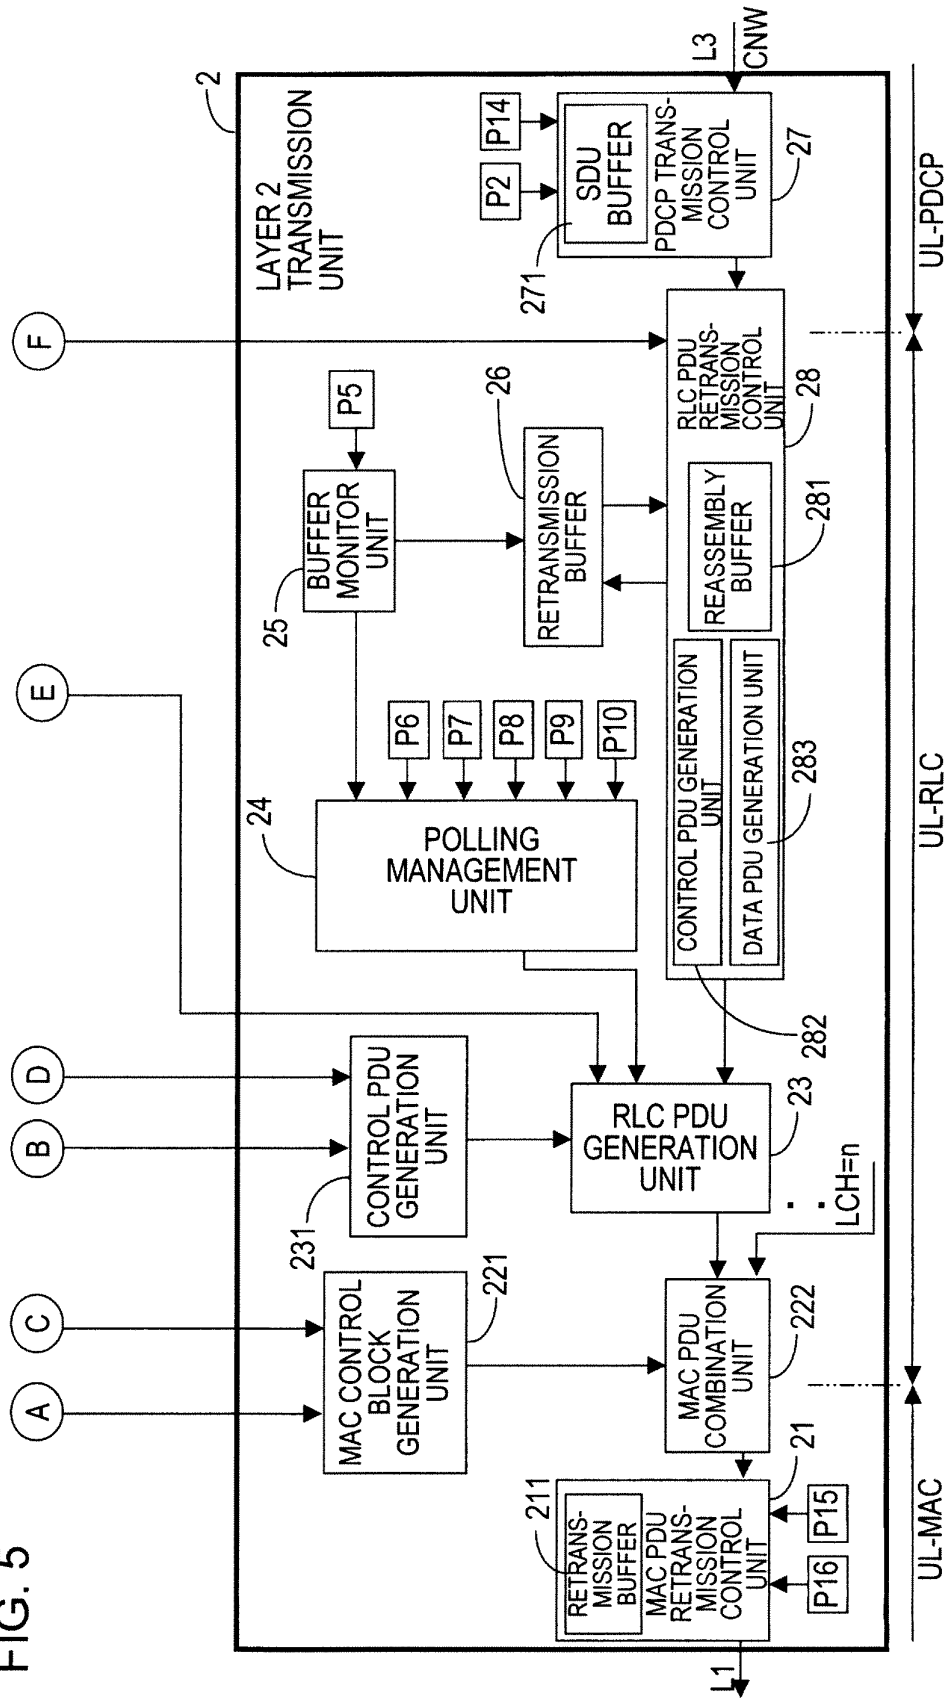 FIG. 5
A
C
B
D
E
F
2
LAYER 2
TRANSMISSION
UNIT
MAC CONTROL
BLOCK
GENERATION
UNIT
221
231
CONTROL PDU
GENERATION
UNIT
24
POLLING
MANAGEMENT
UNIT
P6
P7
P8
P9
P10
25
BUFFER
MONITOR
UNIT
P5
26
RETRANSMISSION
BUFFER
P2
P14
271
SDU
BUFFER
PDCP TRANS-
MISSION
CONTROL
UNIT
27
L3
CNW
L1
211
RETRANS-
MISSION
BUFFER
MAC PDU
RETRANS-
MISSION
CONTROL
UNIT
21
P16
P15
MAC PDU
COMBINATION
UNIT
222
RLC PDU
GENERATION
UNIT
23
. .
LCH=n
282
CONTROL PDU GENERATION
UNIT
DATA PDU GENERATION UNIT
283
REASSEMBLY
BUFFER
281
RLC PDU
RETRANS-
MISSION
CONTROL
UNIT
28
UL-MAC
UL-RLC
UL-PDCP